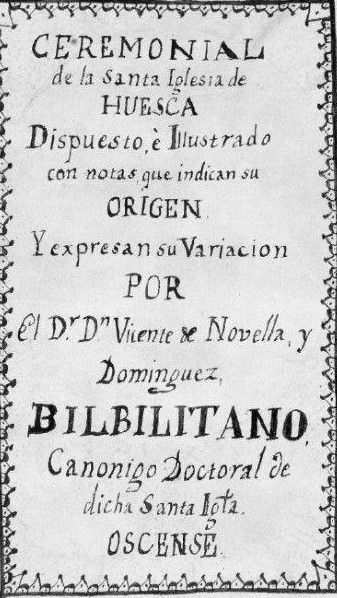 CEREMONIAL
de la Santa Iglesia de
HUESCA
Dispuesto, è Illustrado
con notas, que indican su
ORIGEN
Y expresan su Variacion
POR
El Dr. Dn Vicente de Novella, y
Dominguez,
BILBILITANO,
Canonigo Doctoral de
dicha Santa Iglã.
OSCENSE.